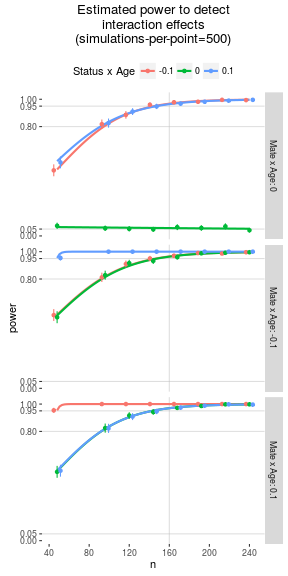 Estimated power to detect
interaction effects
(simulations-per-point=500)
Status x Age -0.1 0 0.1
1.00
0.95
0.80
0.05
0.00
Mate x Age: 0
1.00
0.95
0.80
0.05
0.00
Mate x Age: -0.1
1.00
0.95
0.80
0.05
0.00
Mate x Age: 0.1
power
40 80 120 160 200 240
n